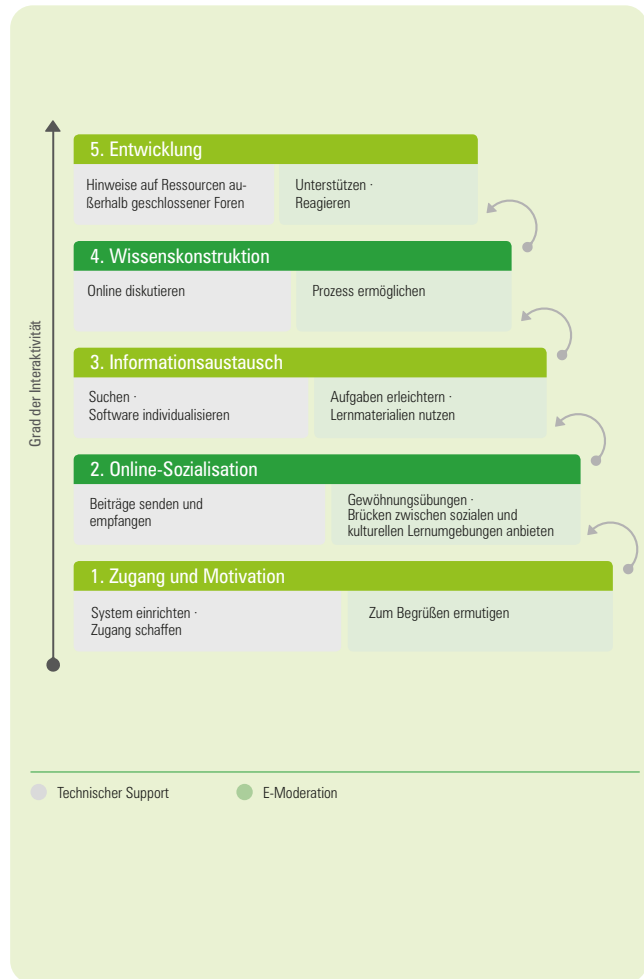 5. Entwicklung
Hinweise auf Ressourcen au-
ßerhalb geschlossener Foren
Unterstützen ·
Reagieren
4. Wissenskonstruktion
Online diskutieren
Prozess ermöglichen
Grad der Interaktivität
3. Informationsaustausch
Suchen ·
Software individualisieren
Aufgaben erleichtern ·
Lernmaterialien nutzen
2. Online-Sozialisation
Beiträge senden und
empfangen
Gewöhnungsübungen ·
Brücken zwischen sozialen und
kulturellen Lernumgebungen anbieten
1. Zugang und Motivation
System einrichten ·
Zugang schaffen
Zum Begrüßen ermutigen
Technischer Support
E-Moderation